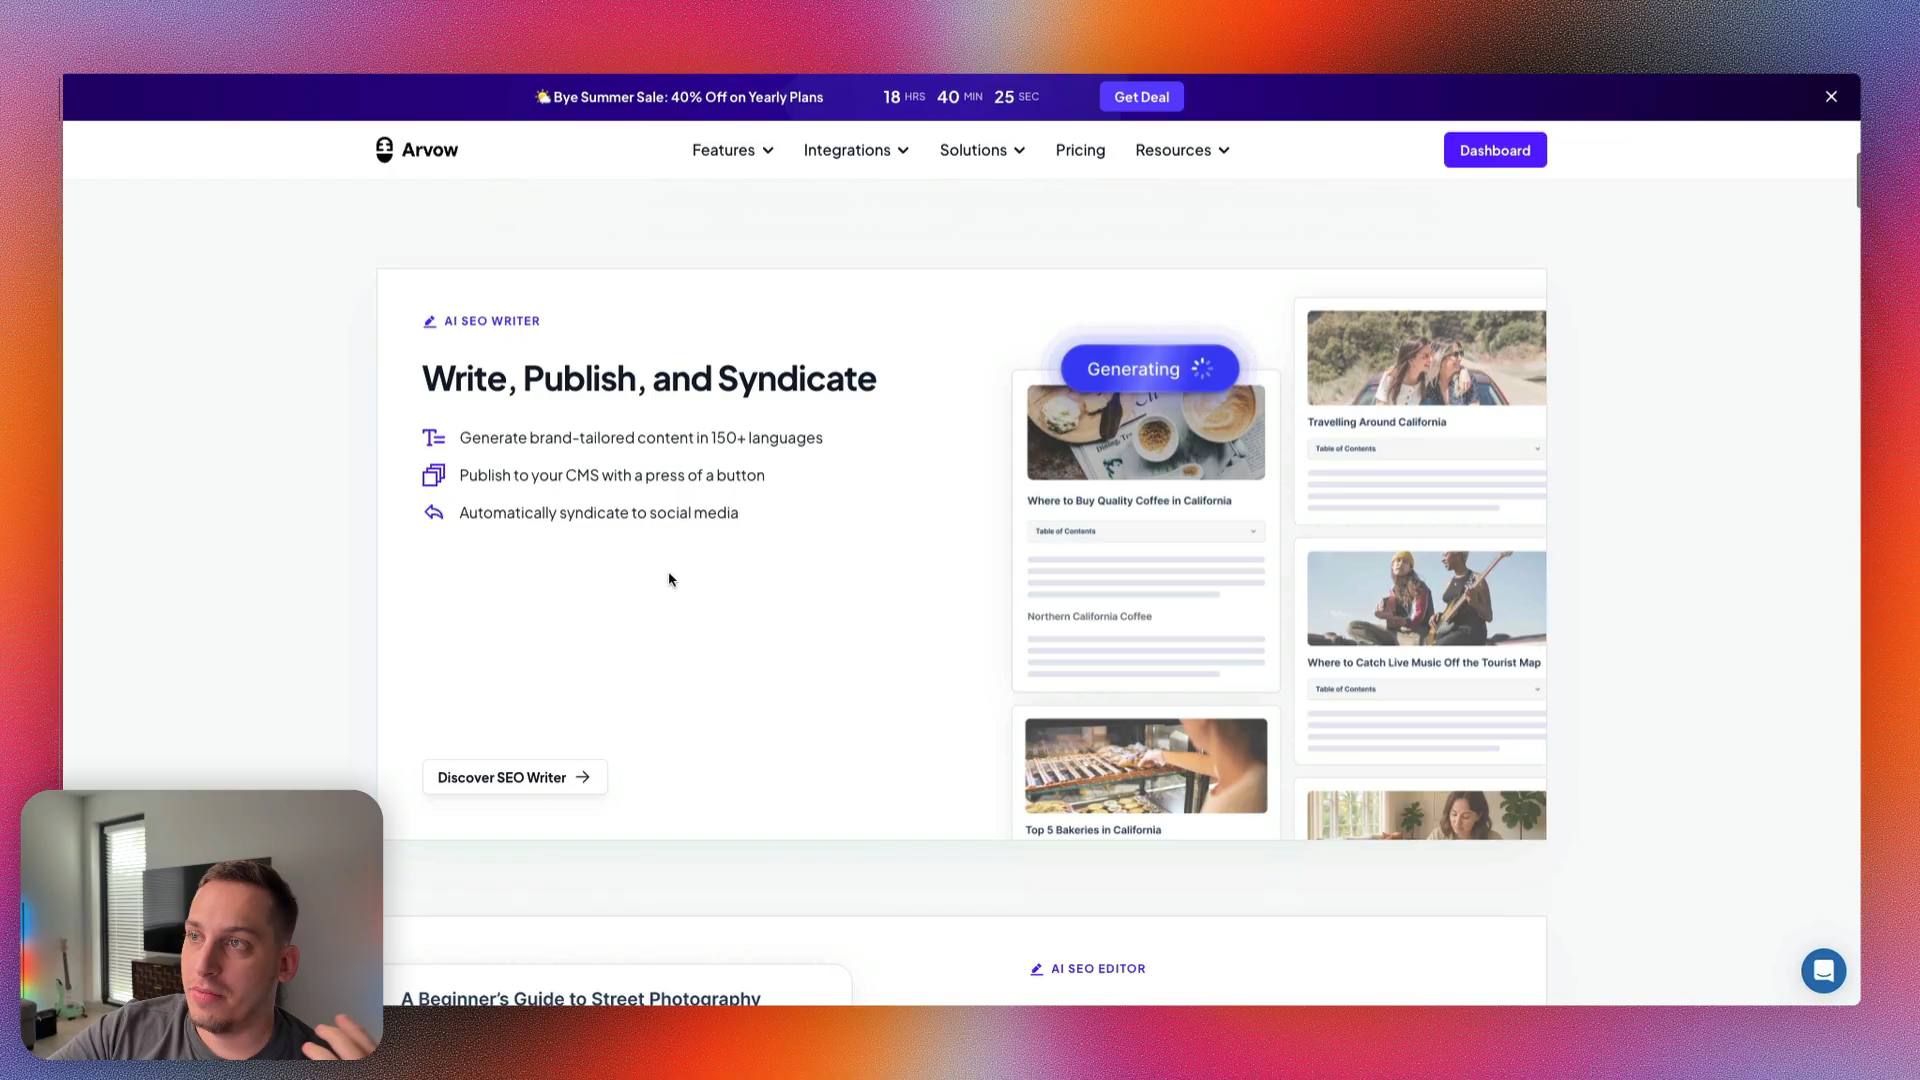 Bye Summer Sale: 40% Off on Yearly Plans 18 HRS 40 MIN 25 SEC Get Deal
Arvow Features Integrations Solutions Pricing Resources Dashboard
AI SEO WRITER
Write, Publish, and Syndicate
Generate brand-tailored content in 150+ languages
Publish to your CMS with a press of a button
Automatically syndicate to social media
Discover SEO Writer
Generating
Where to Buy Quality Coffee in California
Table of Contents
Northern California Coffee
Top 5 Bakeries in California
Travelling Around California
Table of Contents
Where to Catch Live Music Off the Tourist Map
Table of Contents
A Beginner's Guide to Street Photography
AI SEO EDITOR